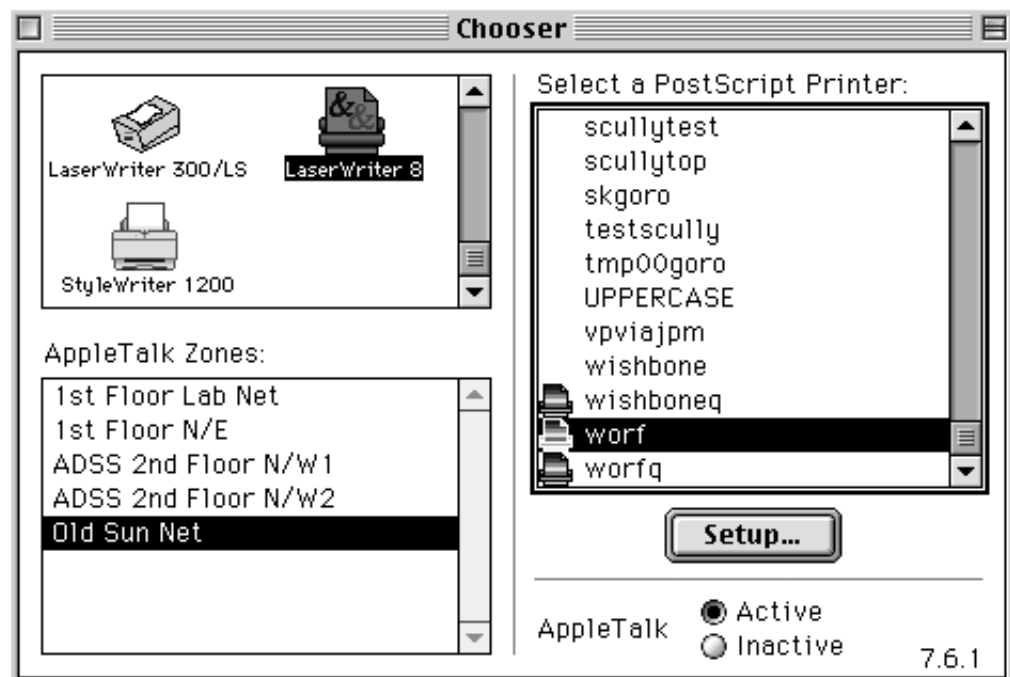 Chooser
LaserWriter 300/LS
LaserWriter 8
StyleWriter 1200
AppleTalk Zones:
1st Floor Lab Net
1st Floor N/E
ADSS 2nd Floor N/W1
ADSS 2nd Floor N/W2
Old Sun Net
Select a PostScript Printer:
scullytest
scullytop
skgoro
testscully
tmp00goro
UPPERCASE
vpviajpm
wishbone
wishboneq
worf
worfq
Setup...
AppleTalk
Active
Inactive
7.6.1